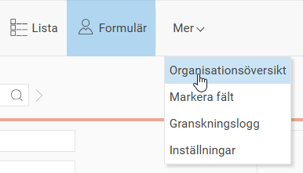 Lista
Formulär
Mer
Organisationsöversikt
Markera fält
Granskningslogg
Inställningar